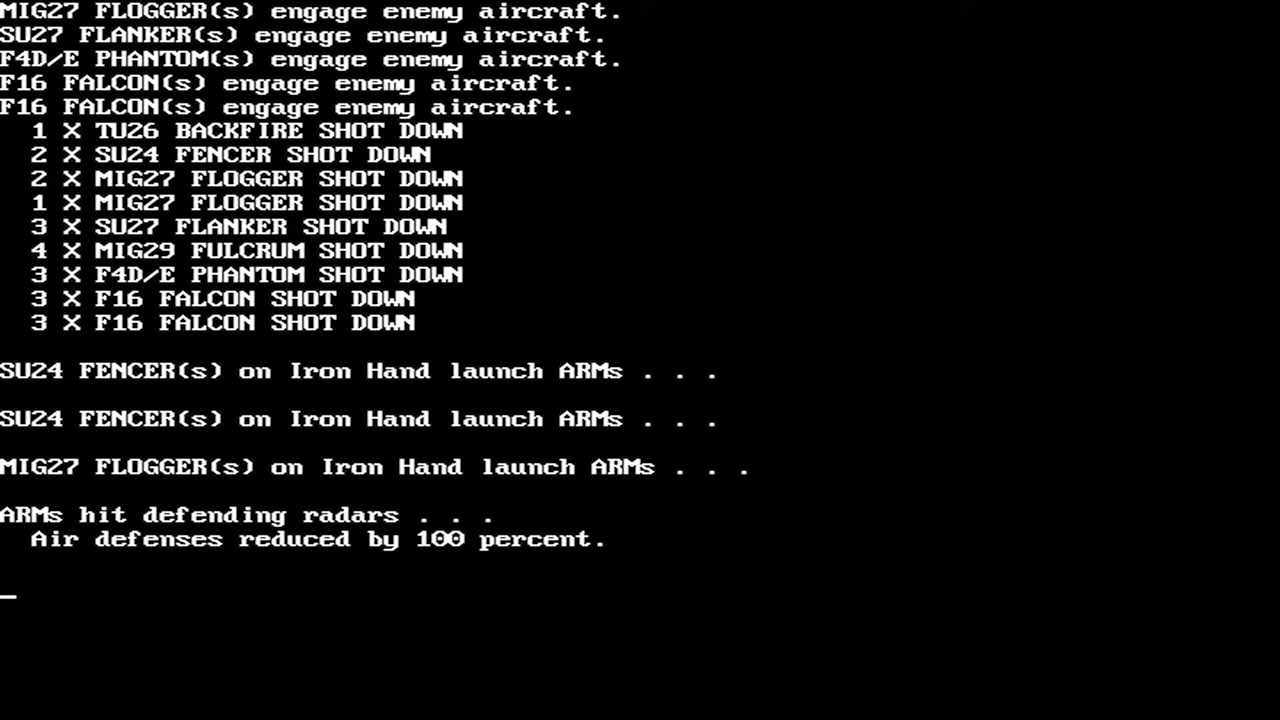 MIG27 FLOGGER(s) engage enemy aircraft.
SU27 FLANKER(s) engage enemy aircraft.
F4D/E PHANTOM(s) engage enemy aircraft.
F16 FALCON(s) engage enemy aircraft.
F16 FALCON(s) engage enemy aircraft.
1 X TU26 BACKFIRE SHOT DOWN
2 X SU24 FENCER SHOT DOWN
2 X MIG27 FLOGGER SHOT DOWN
1 X MIG27 FLOGGER SHOT DOWN
3 X SU27 FLANKER SHOT DOWN
4 X MIG29 FULCRUM SHOT DOWN
3 X F4D/E PHANTOM SHOT DOWN
3 X F16 FALCON SHOT DOWN
3 X F16 FALCON SHOT DOWN
SU24 FENCER(s) on Iron Hand launch ARMs . . .
SU24 FENCER(s) on Iron Hand launch ARMs . . .
MIG27 FLOGGER(s) on Iron Hand launch ARMs . . .
ARMs hit defending radars . . .
Air defenses reduced by 100 percent.
_